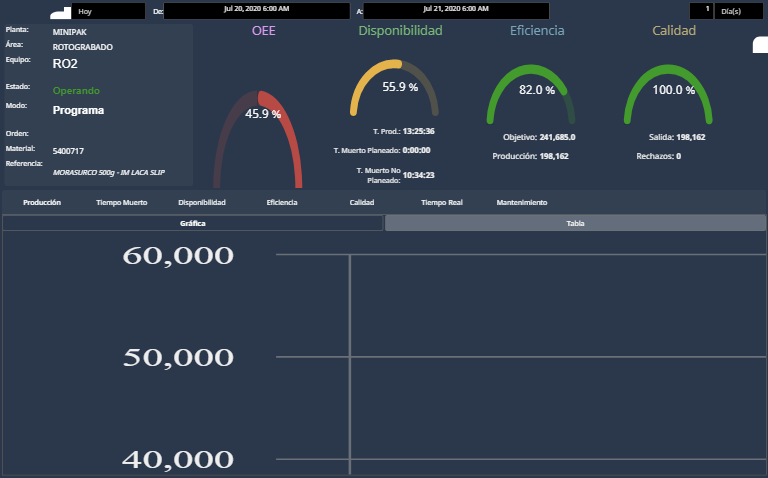 Hoy De: Jul 20, 2020 6:00 AM A: Jul 21, 2020 6:00 AM 1 Día(s)
Planta: MINIPAK
Área: ROTOGRABADO
Equipo: RO2
Estado: Operando
Modo: Programa
Orden:
Material: 5400717
Referencia:
MORASURCO 500g - IM LACA SLIP
OEE
45.9 %
Disponibilidad
55.9 %
T. Prod.: 13:25:36
T. Muerto Planeado: 0:00:00
T. Muerto No
Planeado: 10:34:23
Eficiencia
82.0 %
Objetivo: 241,685.0
Producción: 198,162
Calidad
100.0 %
Salida: 198,162
Rechazos: 0
Producción Tiempo Muerto Disponibilidad Eficiencia Calidad Tiempo Real Mantenimiento
Gráfica Tabla
60,000
50,000
40,000